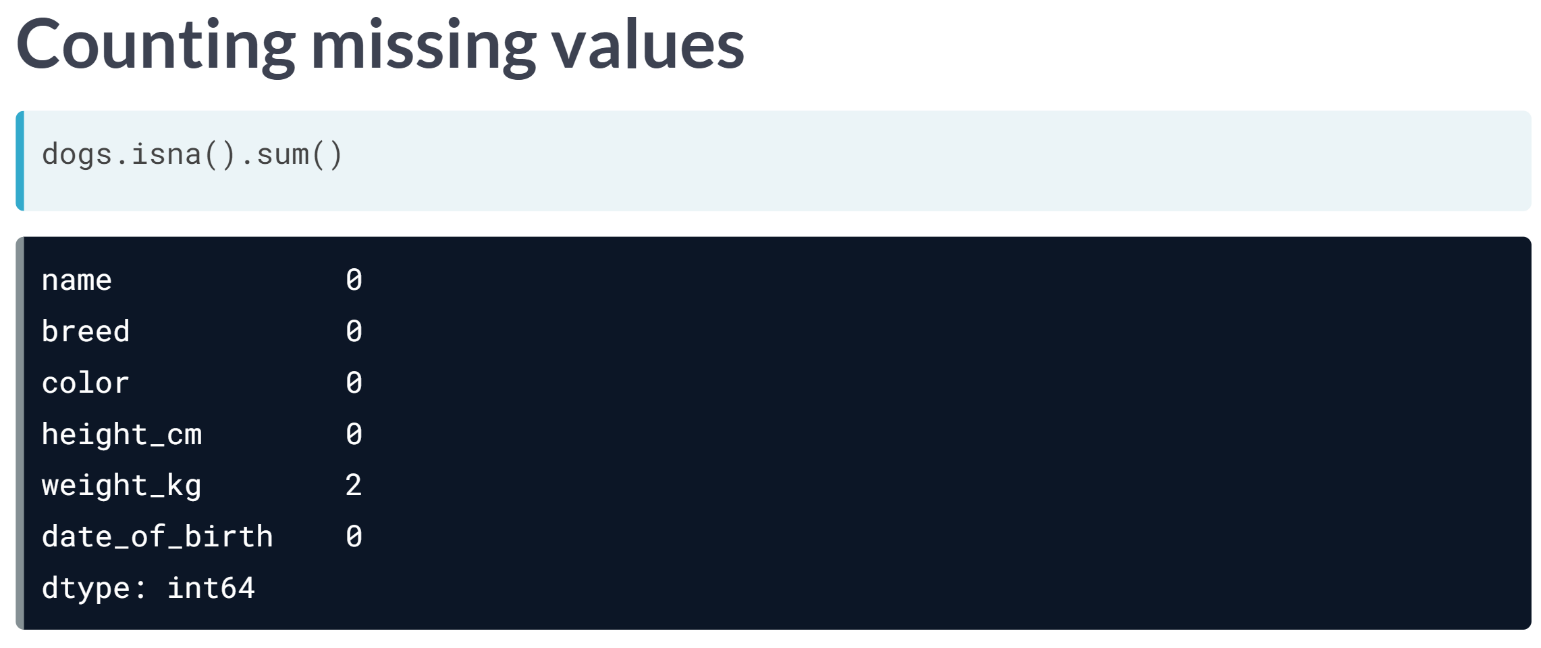 Counting missing values
dogs.isna().sum()
name 0
breed 0
color 0
height_cm 0
weight_kg 2
date_of_birth 0
dtype: int64